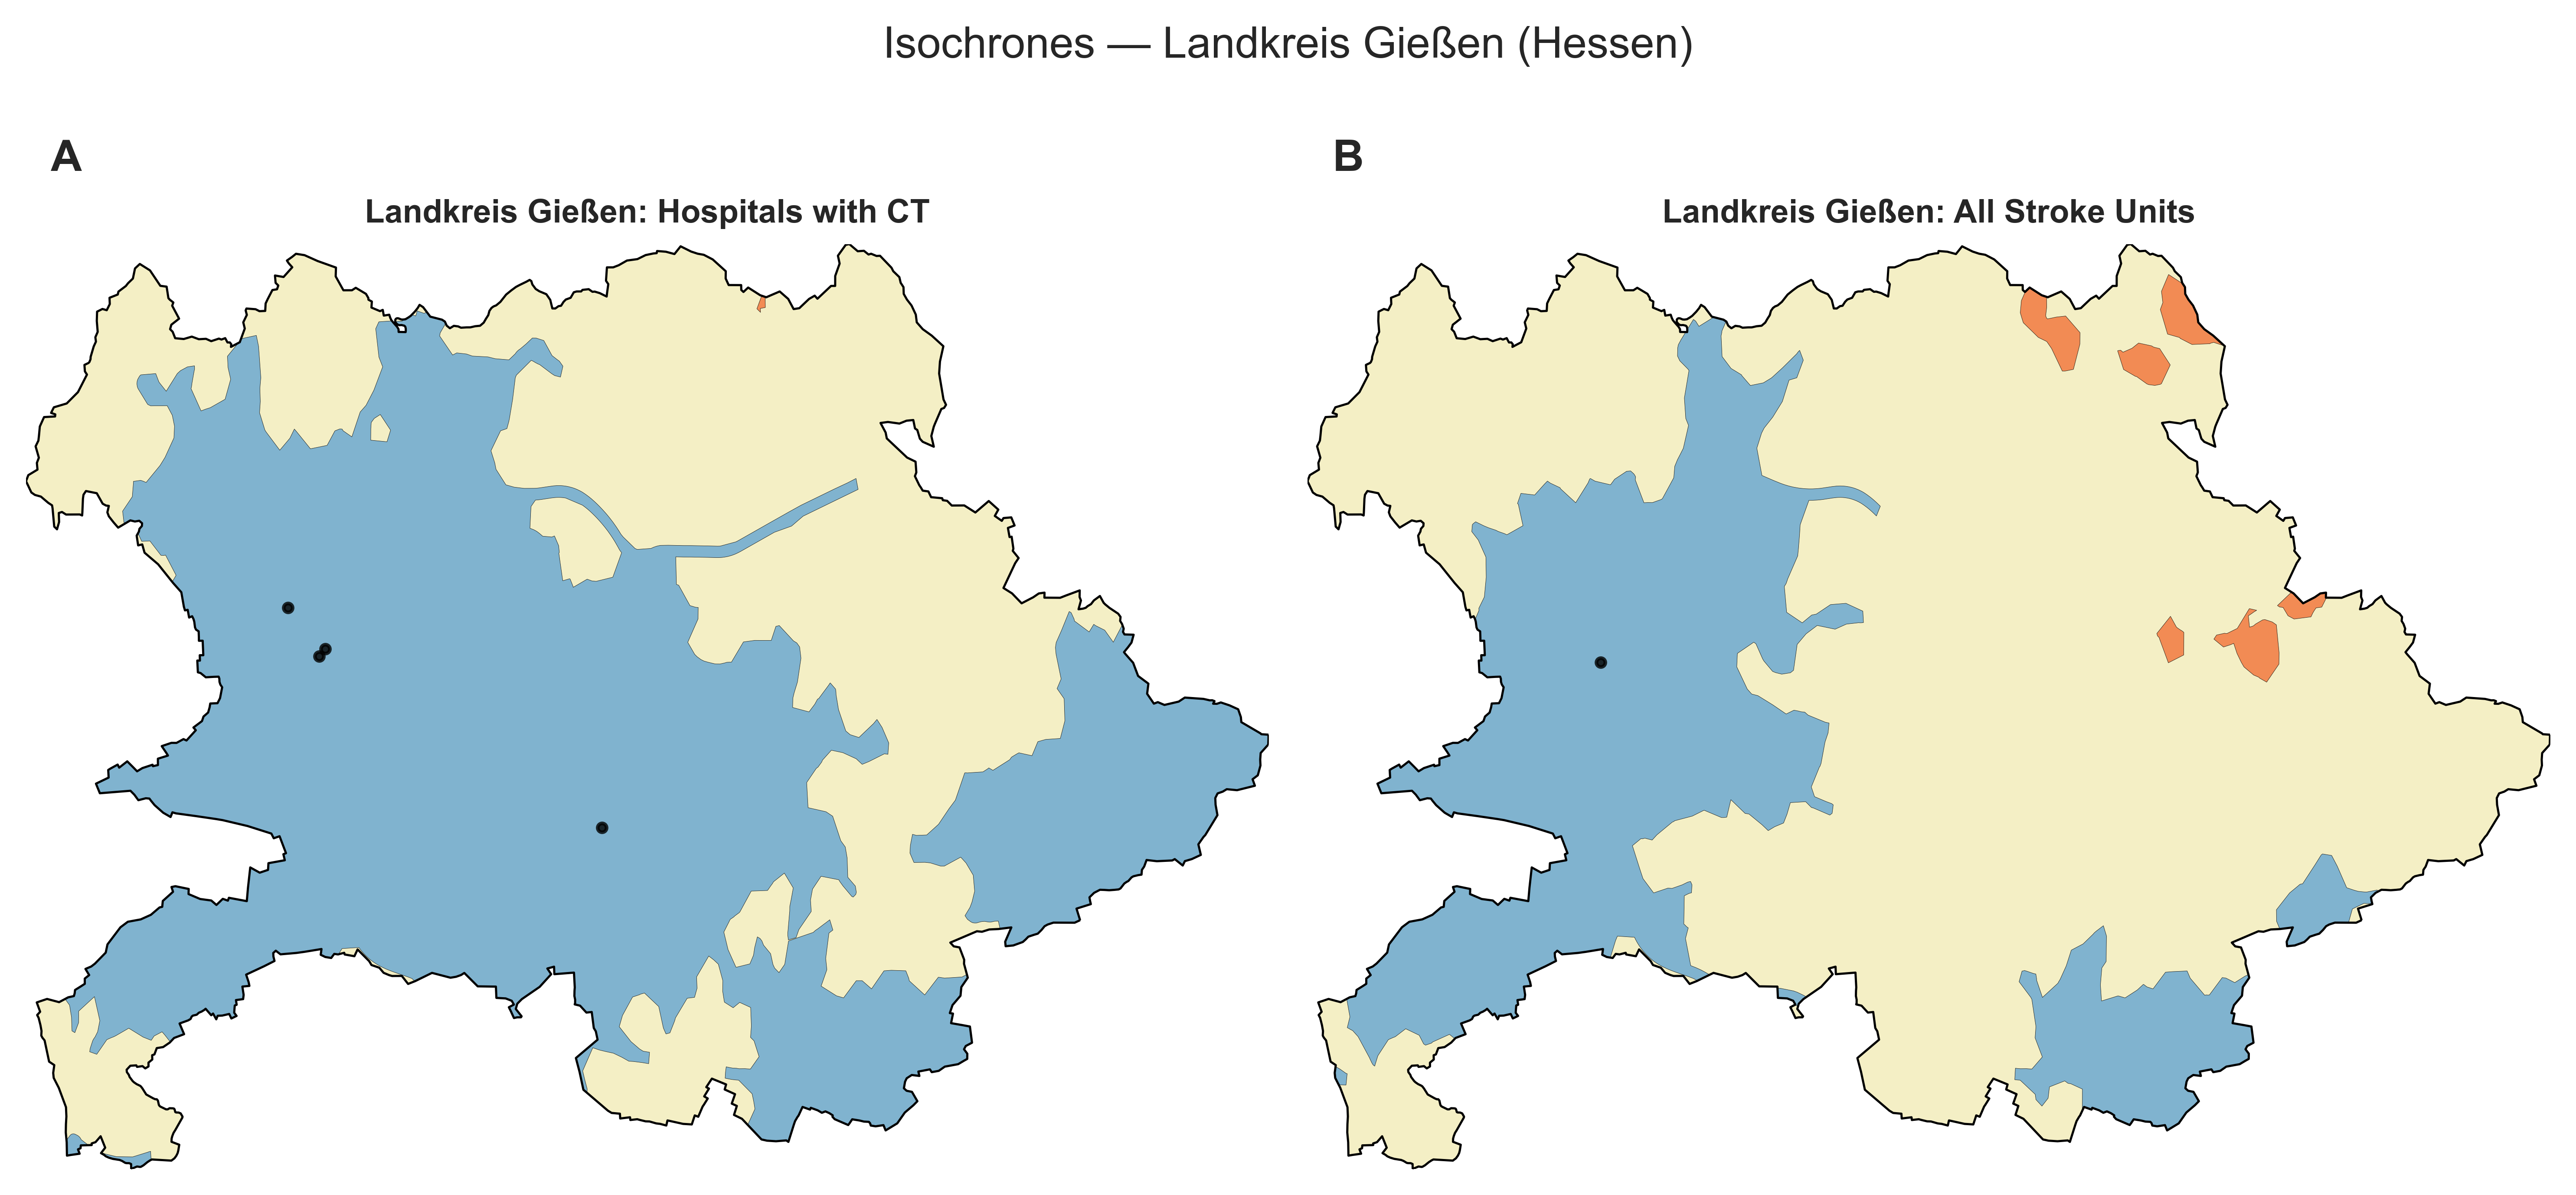 Isochrones — Landkreis Gießen (Hessen)
A
B
Landkreis Gießen: Hospitals with CT
Landkreis Gießen: All Stroke Units